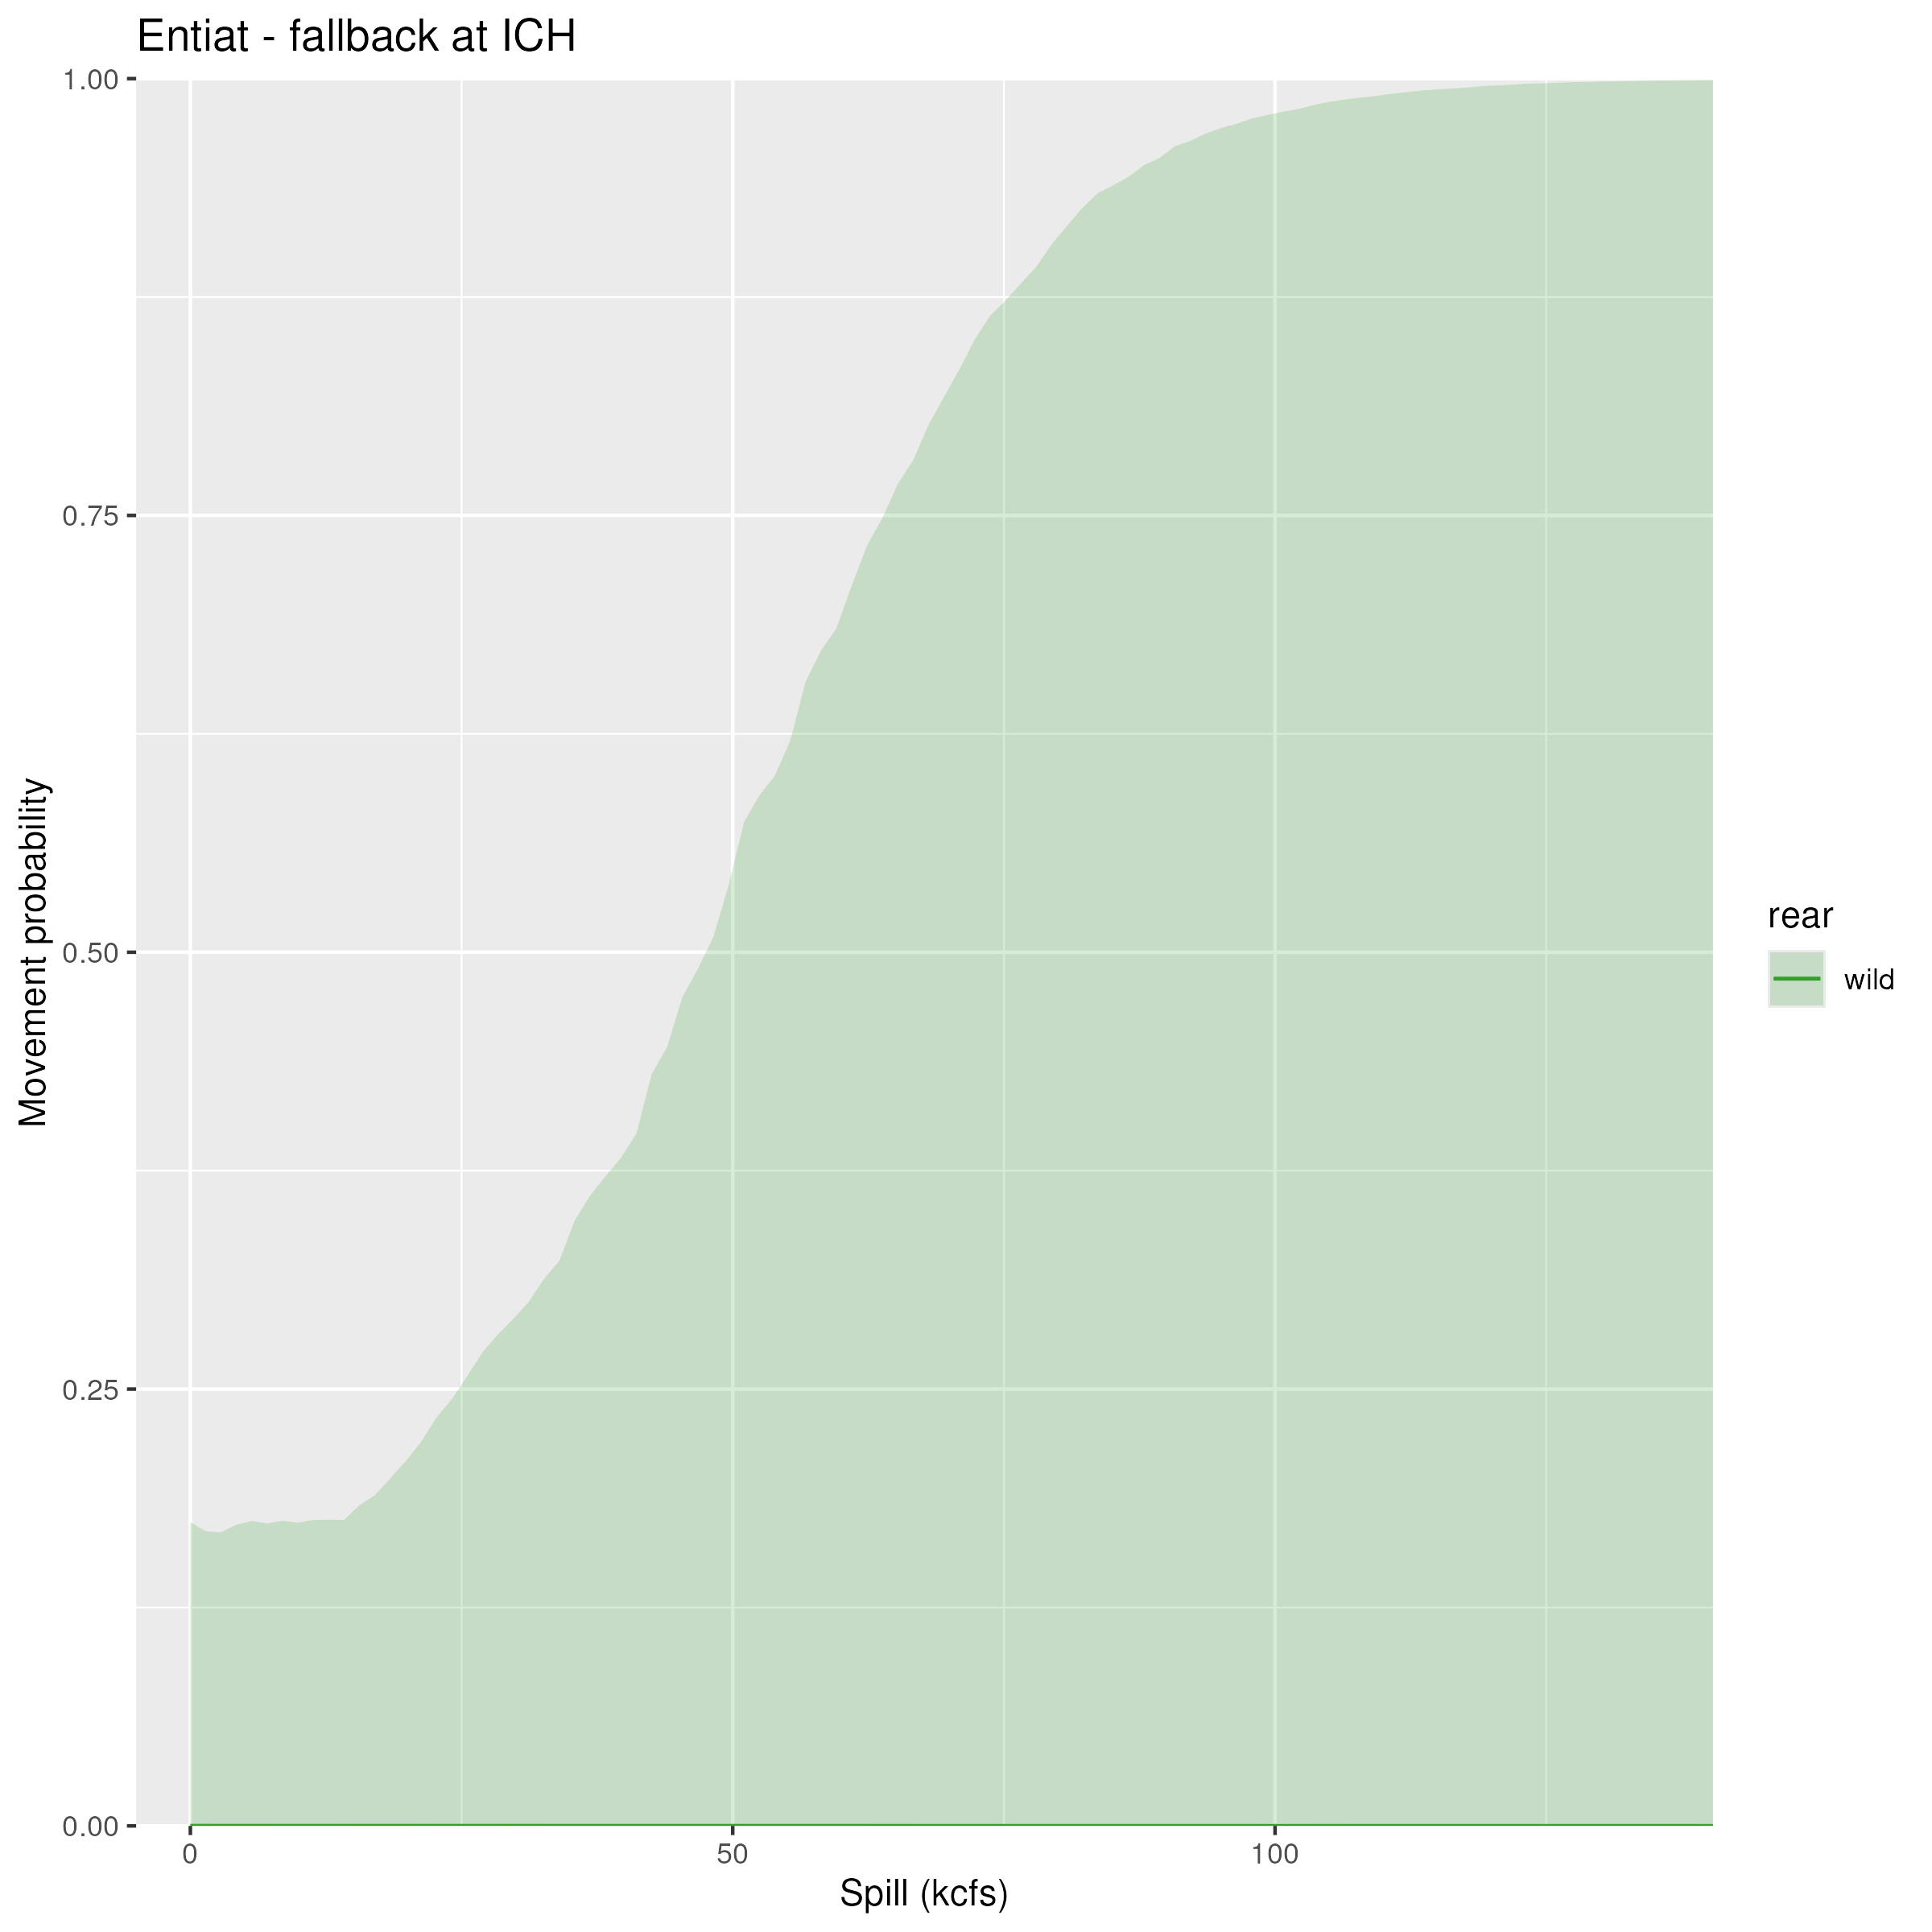 Entiat - fallback at ICH
1.00
0.75
0.50
0.25
0.00
Movement probability
0
50
100
Spill (kcfs)
rear
wild